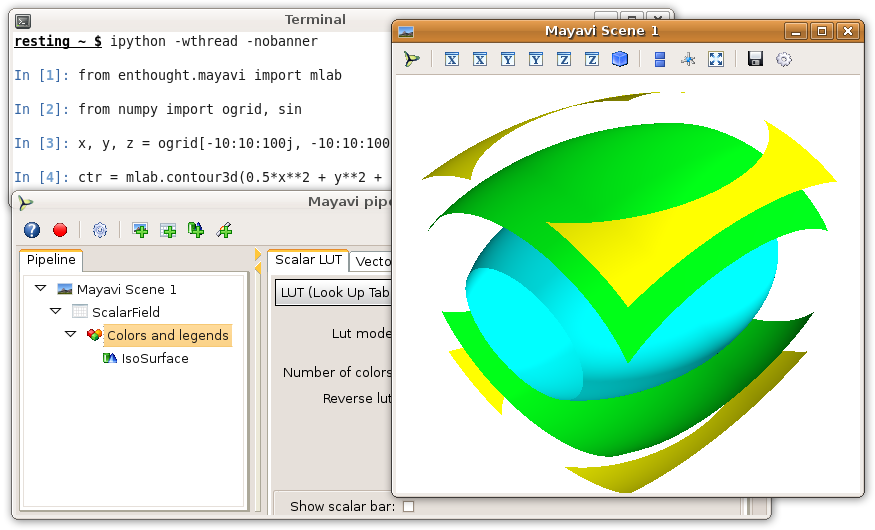 Terminal
resting ~ $ ipython -wthread -nobanner
In [1]: from enthought.mayavi import mlab
In [2]: from numpy import ogrid, sin
In [3]: x, y, z = ogrid[-10:10:100j, -10:10:100
In [4]: ctr = mlab.contour3d(0.5*x**2 + y**2 +
Mayavi Scene 1
X X Y Y Z Z
Mayavi pipe
Pipeline
Mayavi Scene 1
ScalarField
Colors and legends
IsoSurface
Scalar LUT
Vecto
LUT (Look Up Tab
Lut mode
Number of colors
Reverse lut
Show scalar bar: